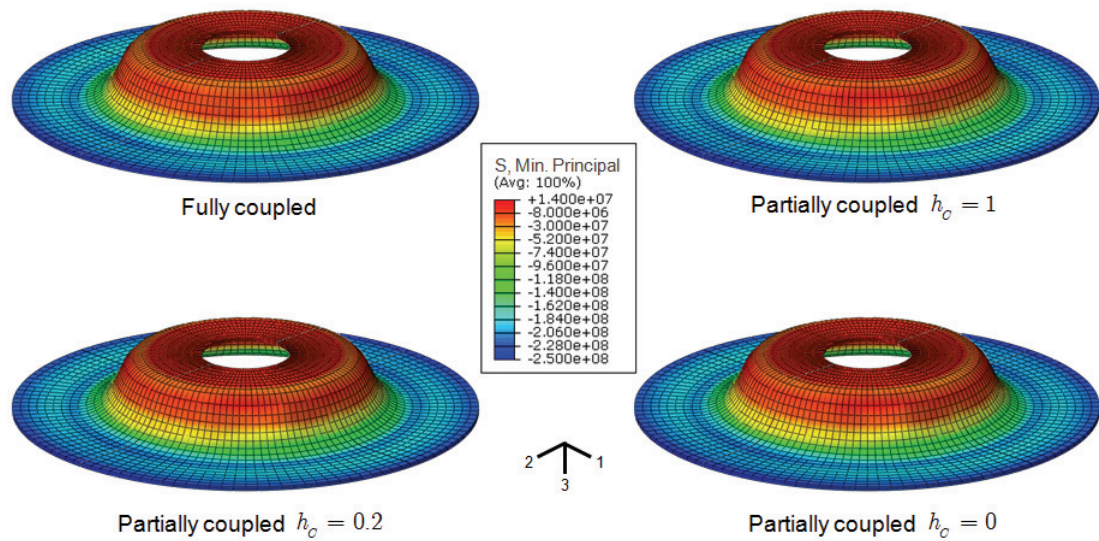 Fully coupled
Partially coupled h_c = 1
S, Min. Principal
(Avg: 100%)
+1.400e+07
-8.000e+06
-3.000e+07
-5.200e+07
-7.400e+07
-9.600e+07
-1.180e+08
-1.400e+08
-1.620e+08
-1.840e+08
-2.060e+08
-2.280e+08
-2.500e+08
2
1
3
Partially coupled h_c = 0.2
Partially coupled h_c = 0